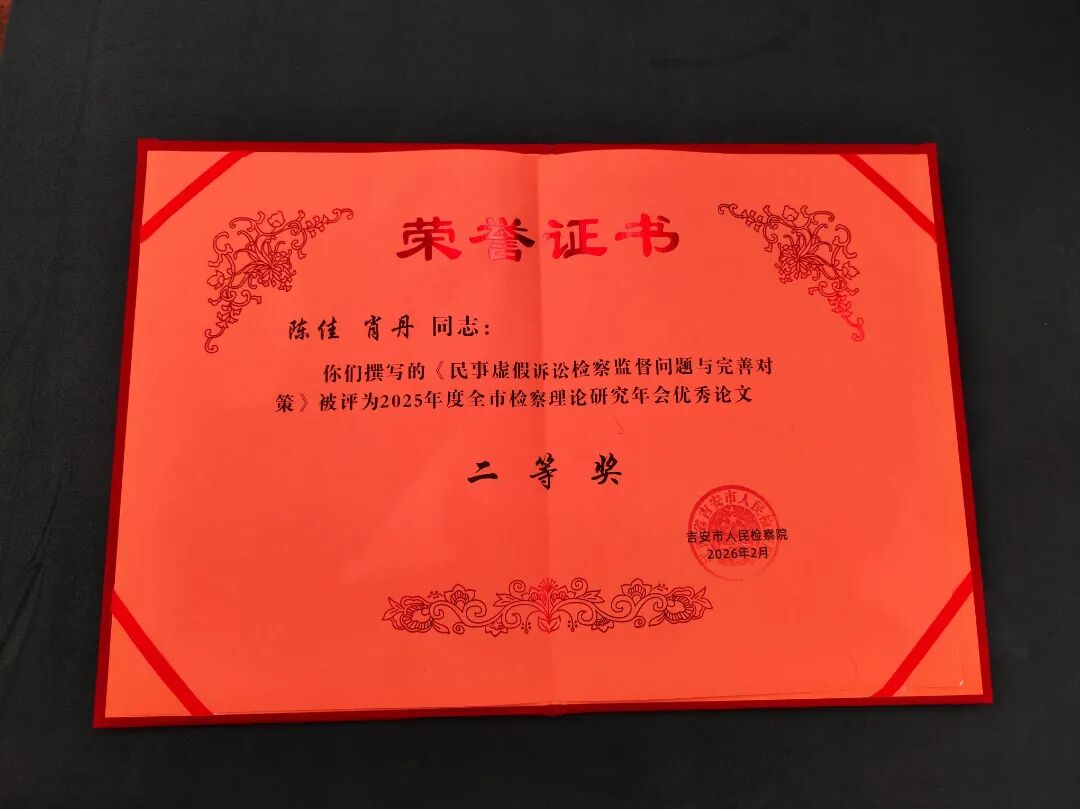 荣誉证书
陈佳 肖丹 同志：
你们撰写的《民事虚假诉讼检察监督问题与完善对
策》被评为2025年度全市检察理论研究年会优秀论文
二等奖
吉安市人民检察院
2026年2月